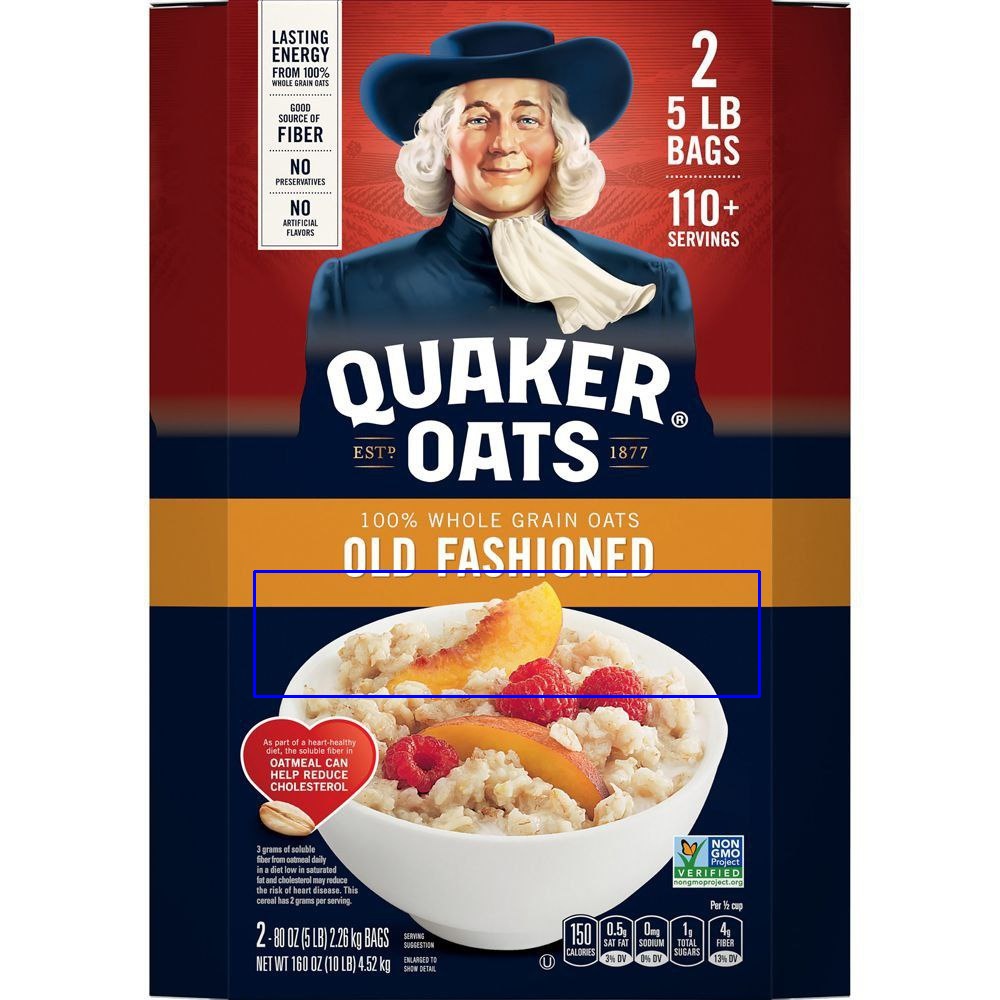 LASTING
ENERGY
FROM 100%
WHOLE GRAIN OATS
GOOD
SOURCE OF
FIBER
NO
PRESERVATIVES
NO
ARTIFICIAL
FLAVORS
2
5 LB
BAGS
110+
SERVINGS
QUAKER®
ESTD OATS 1877
100% WHOLE GRAIN OATS
OLD FASHIONED
As part of a heart-healthy
diet, the soluble fiber in
OATMEAL CAN
HELP REDUCE
CHOLESTEROL
3 grams of soluble
fiber from oatmeal daily
in a diet low in saturated
fat and cholesterol may reduce
the risk of heart disease. This
cereal has 2 grams per serving.
2 - 80 OZ (5 LB) 2.26 kg BAGS
NET WT 160 OZ (10 LB) 4.52 kg
SERVING
SUGGESTION
ENLARGED TO
SHOW DETAIL
NON
GMO
Project
VERIFIED
nongmoproject.org
Per ½ cup
150
CALORIES
0.5g
SAT FAT
3% DV
0mg
SODIUM
0% DV
1g
TOTAL
SUGARS
4g
FIBER
13% DV
U